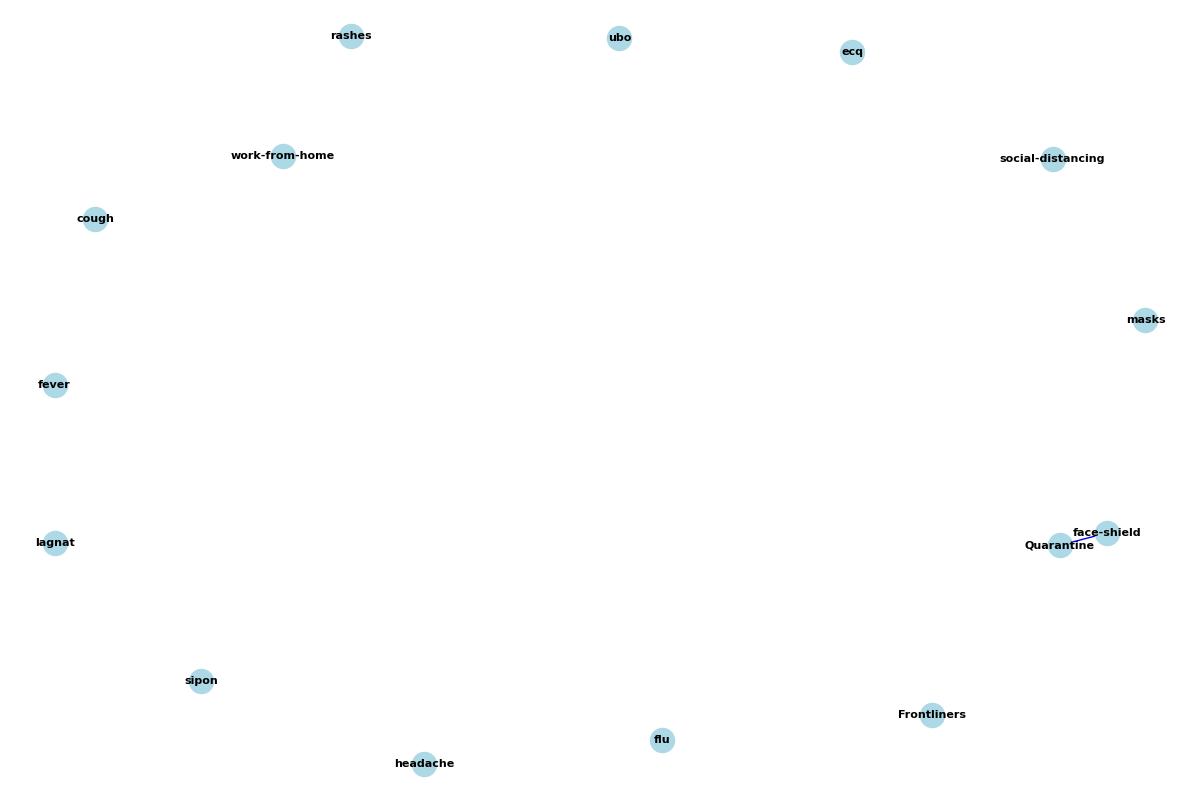 rashes
ubo
ecq
work-from-home
social-distancing
cough
masks
fever
face-shield
lagnat
Quarantine
sipon
Frontliners
flu
headache